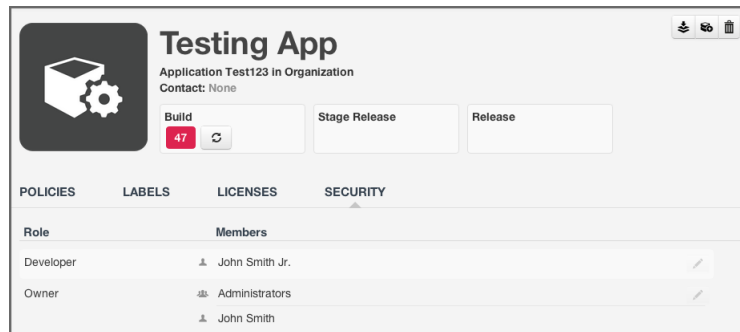 Testing App
Application Test123 in Organization
Contact: None
Build
Stage Release
Release
47
POLICIES LABELS LICENSES SECURITY
Role Members
Developer John Smith Jr.
Owner Administrators
John Smith